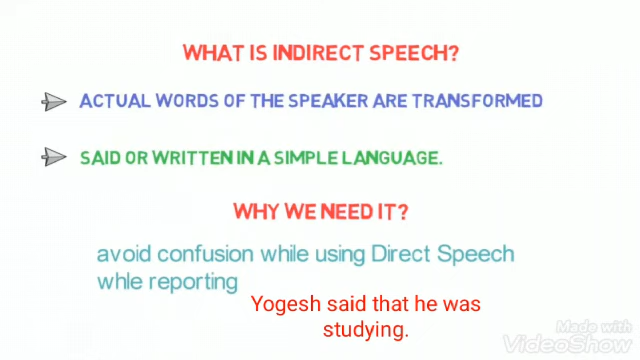 WHAT IS INDIRECT SPEECH?
ACTUAL WORDS OF THE SPEAKER ARE TRANSFORMED
SAID OR WRITTEN IN A SIMPLE LANGUAGE.
WHY WE NEED IT?
avoid confusion while using Direct Speech
whle reporting
Yogesh said that he was
studying.
Made with
VideoShow